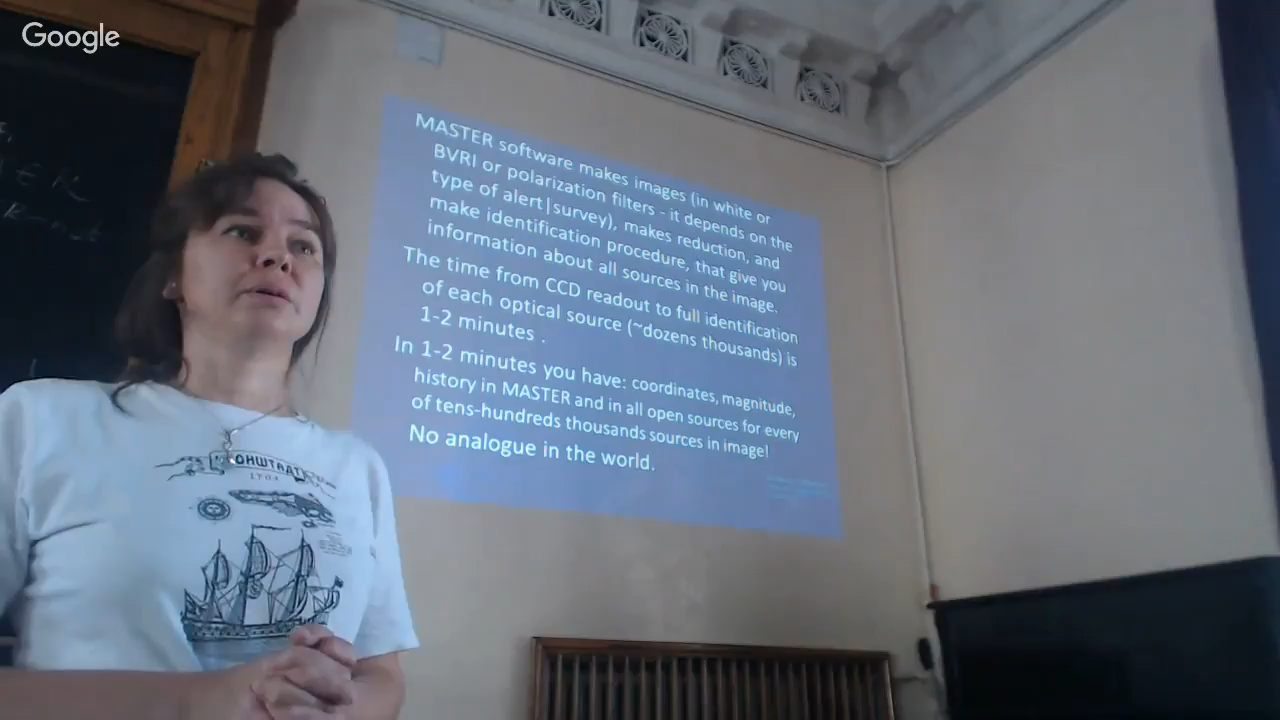 Google
MASTER software makes images (in white or
BVRI or polarization filters - it depends on the
type of alert|survey), makes reduction, and
make identification procedure, that give you
information about all sources in the image.
The time from CCD readout to full identification
of each optical source (~dozens thousands) is
1-2 minutes .
In 1-2 minutes you have: coordinates, magnitude,
history in MASTER and in all open sources for every
of tens-hundreds thousands sources in image!
No analogue in the world.
1704